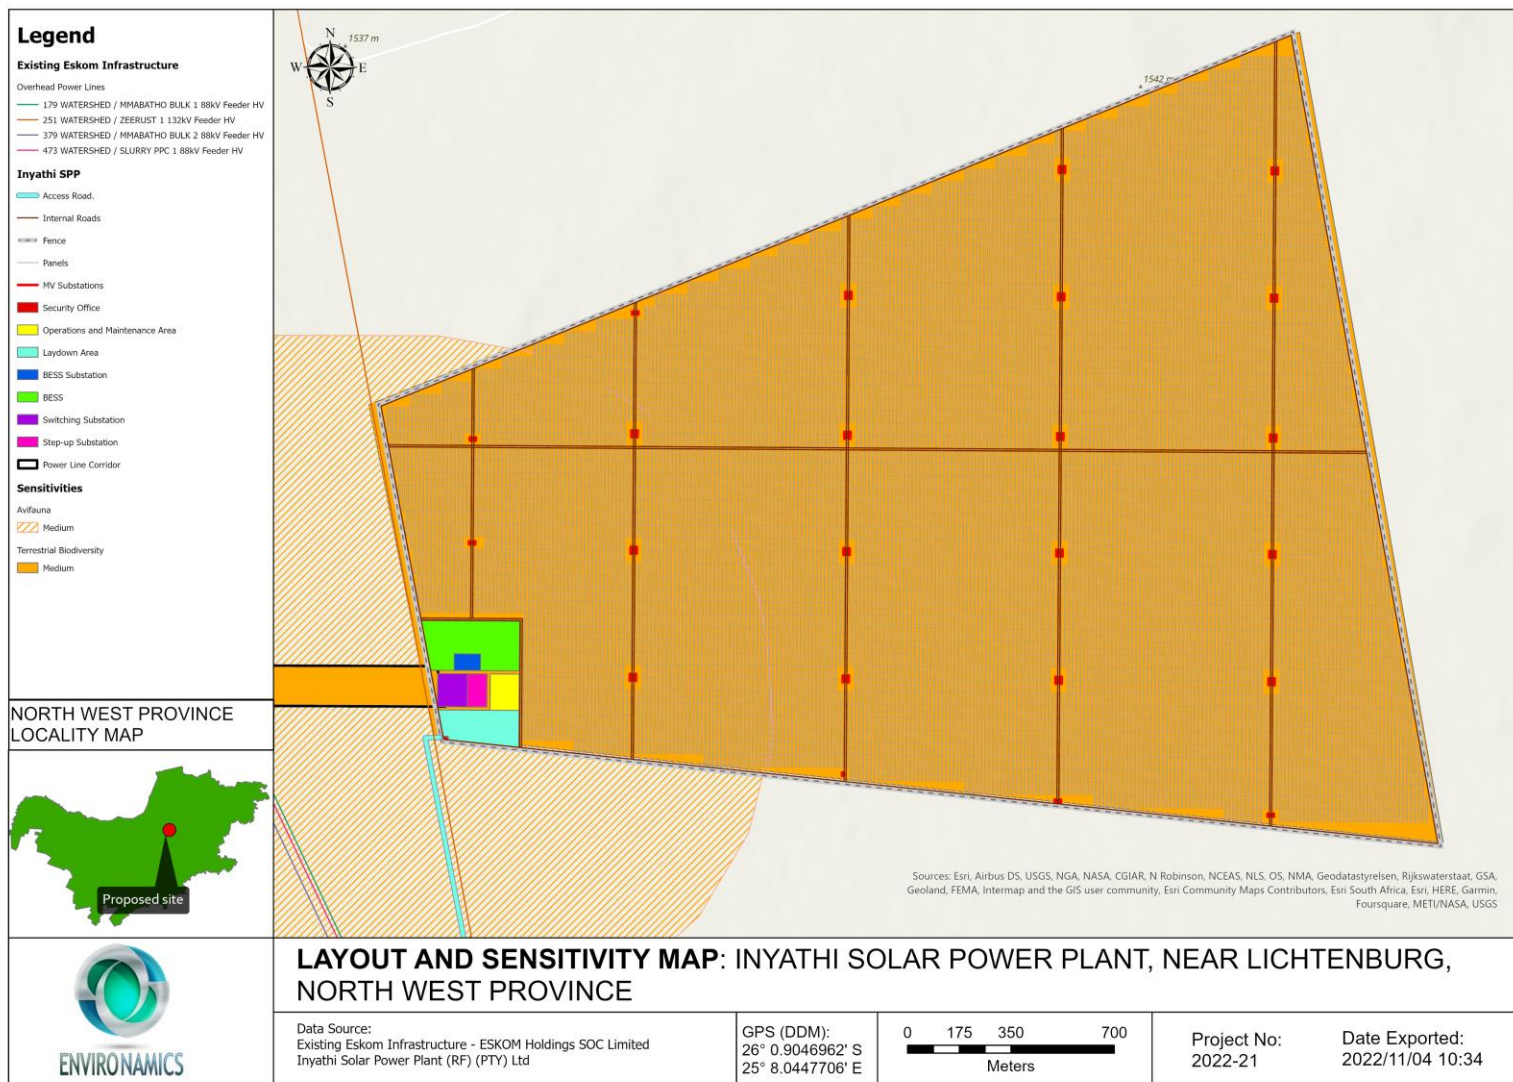 Legend
Existing Eskom Infrastructure
Overhead Power Lines
179 WATERSHED / MMABATHO BULK 1 88kV Feeder HV
251 WATERSHED / ZEERUST 1 132kV Feeder HV
379 WATERSHED / MMABATHO BULK 2 88kV Feeder HV
473 WATERSHED / SLURRY PPC 1 88kV Feeder HV
Inyathi SPP
Access Road.
Internal Roads
Fence
Panels
MV Substations
Security Office
Operations and Maintenance Area
Laydown Area
BESS Substation
BESS
Switching Substation
Step-up Substation
Power Line Corridor
Sensitivities
Avifauna
Medium
Terrestrial Biodiversity
Medium
NORTH WEST PROVINCE
LOCALITY MAP
Proposed site
ENVIRONAMICS
N
W E
S
1537 m
1542 m
Sources: Esri, Airbus DS, USGS, NGA, NASA, CGIAR, N Robinson, NCEAS, NLS, OS, NMA, Geodatastyrelsen, Rijkswaterstaat, GSA,
Geoland, FEMA, Intermap and the GIS user community, Esri Community Maps Contributors, Esri South Africa, Esri, HERE, Garmin,
Foursquare, METI/NASA, USGS
LAYOUT AND SENSITIVITY MAP: INYATHI SOLAR POWER PLANT, NEAR LICHTENBURG,
NORTH WEST PROVINCE
Data Source:
Existing Eskom Infrastructure - ESKOM Holdings SOC Limited
Inyathi Solar Power Plant (RF) (PTY) Ltd
GPS (DDM):
26° 0.9046962' S
25° 8.0447706' E
0 175 350 700
Meters
Project No:
2022-21
Date Exported:
2022/11/04 10:34